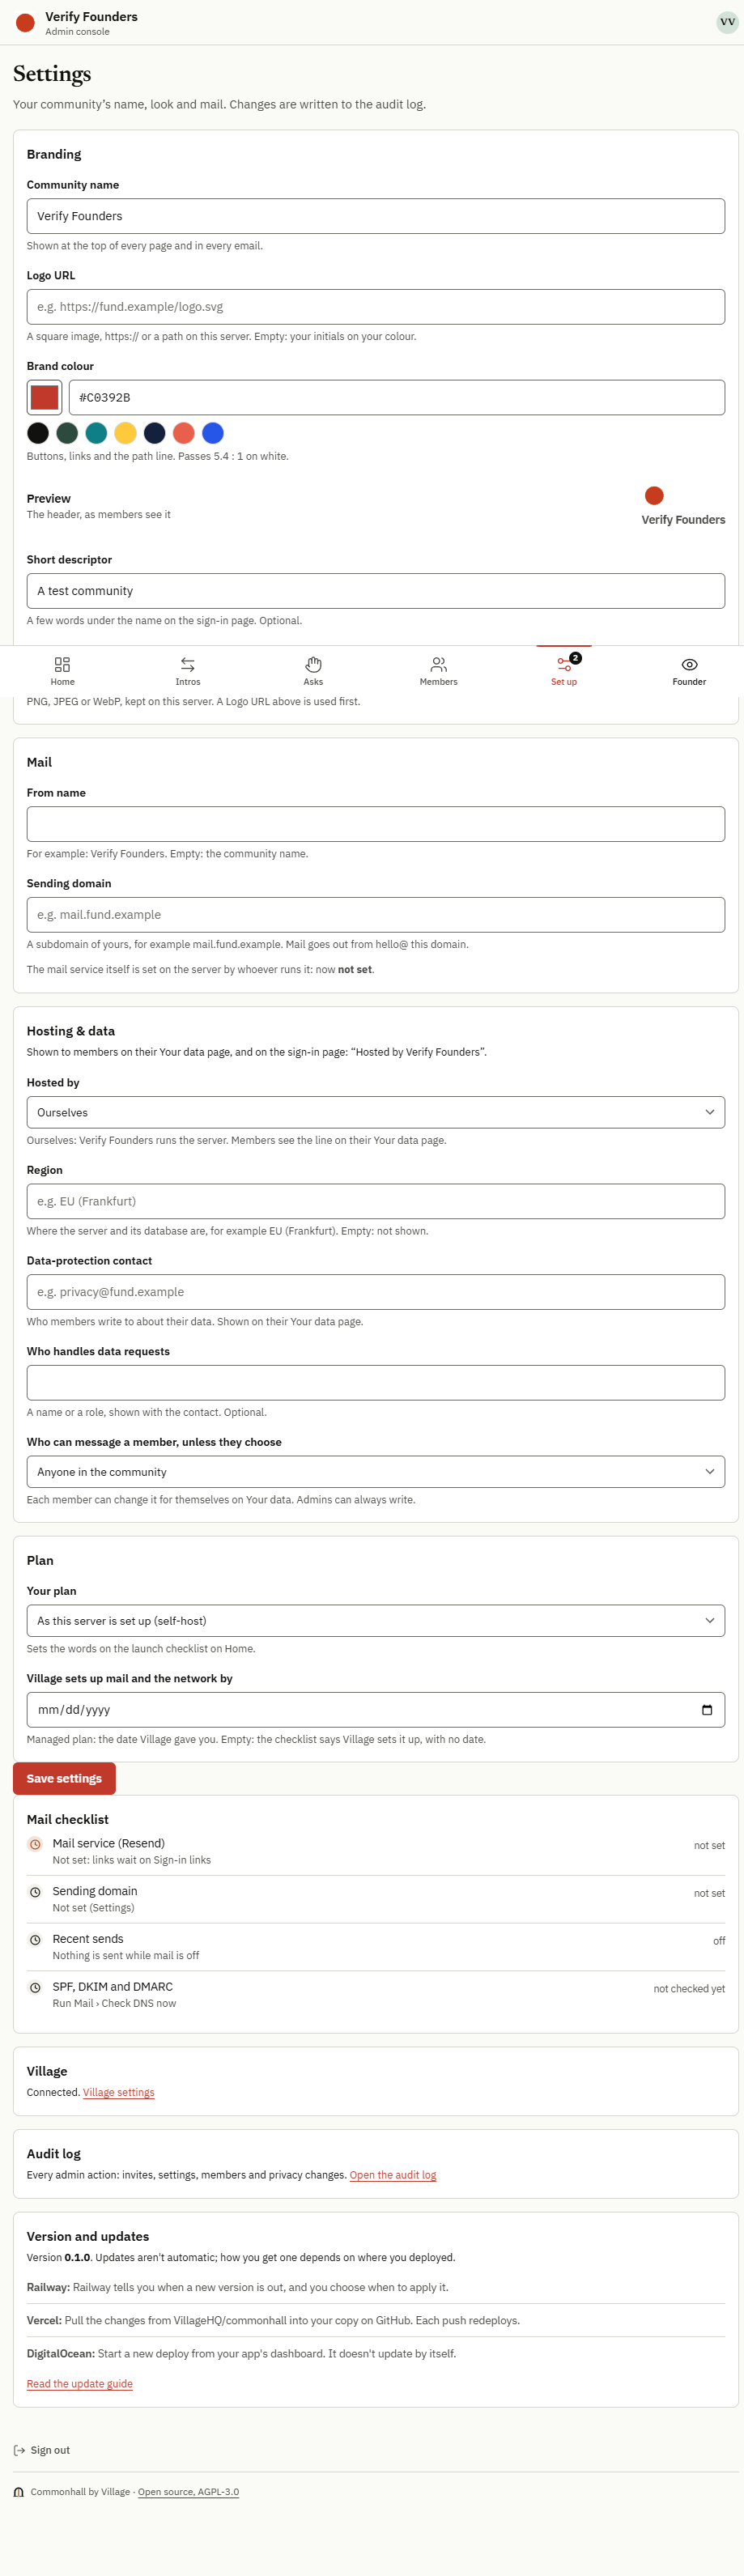 Verify Founders
Admin console
VV
Settings
Your community’s name, look and mail. Changes are written to the audit log.
Branding
Community name
Verify Founders
Shown at the top of every page and in every email.
Logo URL
e.g. https://fund.example/logo.svg
A square image, https:// or a path on this server. Empty: your initials on your colour.
Brand colour
#C0392B
Buttons, links and the path line. Passes 5.4 : 1 on white.
Preview
The header, as members see it
Verify Founders
Short descriptor
A test community
A few words under the name on the sign-in page. Optional.
Home
Intros
Asks
Members
2
Set up
Founder
PNG, JPEG or WebP, kept on this server. A Logo URL above is used first.
Mail
From name
For example: Verify Founders. Empty: the community name.
Sending domain
e.g. mail.fund.example
A subdomain of yours, for example mail.fund.example. Mail goes out from hello@ this domain.
The mail service itself is set on the server by whoever runs it: now not set.
Hosting & data
Shown to members on their Your data page, and on the sign-in page: “Hosted by Verify Founders”.
Hosted by
Ourselves
Ourselves: Verify Founders runs the server. Members see the line on their Your data page.
Region
e.g. EU (Frankfurt)
Where the server and its database are, for example EU (Frankfurt). Empty: not shown.
Data-protection contact
e.g. privacy@fund.example
Who members write to about their data. Shown on their Your data page.
Who handles data requests
A name or a role, shown with the contact. Optional.
Who can message a member, unless they choose
Anyone in the community
Each member can change it for themselves on Your data. Admins can always write.
Plan
Your plan
As this server is set up (self-host)
Sets the words on the launch checklist on Home.
Village sets up mail and the network by
mm/dd/yyyy
Managed plan: the date Village gave you. Empty: the checklist says Village sets it up, with no date.
Save settings
Mail checklist
Mail service (Resend)
not set
Not set: links wait on Sign-in links
Sending domain
not set
Not set (Settings)
Recent sends
off
Nothing is sent while mail is off
SPF, DKIM and DMARC
not checked yet
Run Mail › Check DNS now
Village
Connected. Village settings
Audit log
Every admin action: invites, settings, members and privacy changes. Open the audit log
Version and updates
Version 0.1.0. Updates aren't automatic; how you get one depends on where you deployed.
Railway: Railway tells you when a new version is out, and you choose when to apply it.
Vercel: Pull the changes from VillageHQ/commonhall into your copy on GitHub. Each push redeploys.
DigitalOcean: Start a new deploy from your app's dashboard. It doesn't update by itself.
Read the update guide
Sign out
Commonhall by Village · Open source, AGPL-3.0